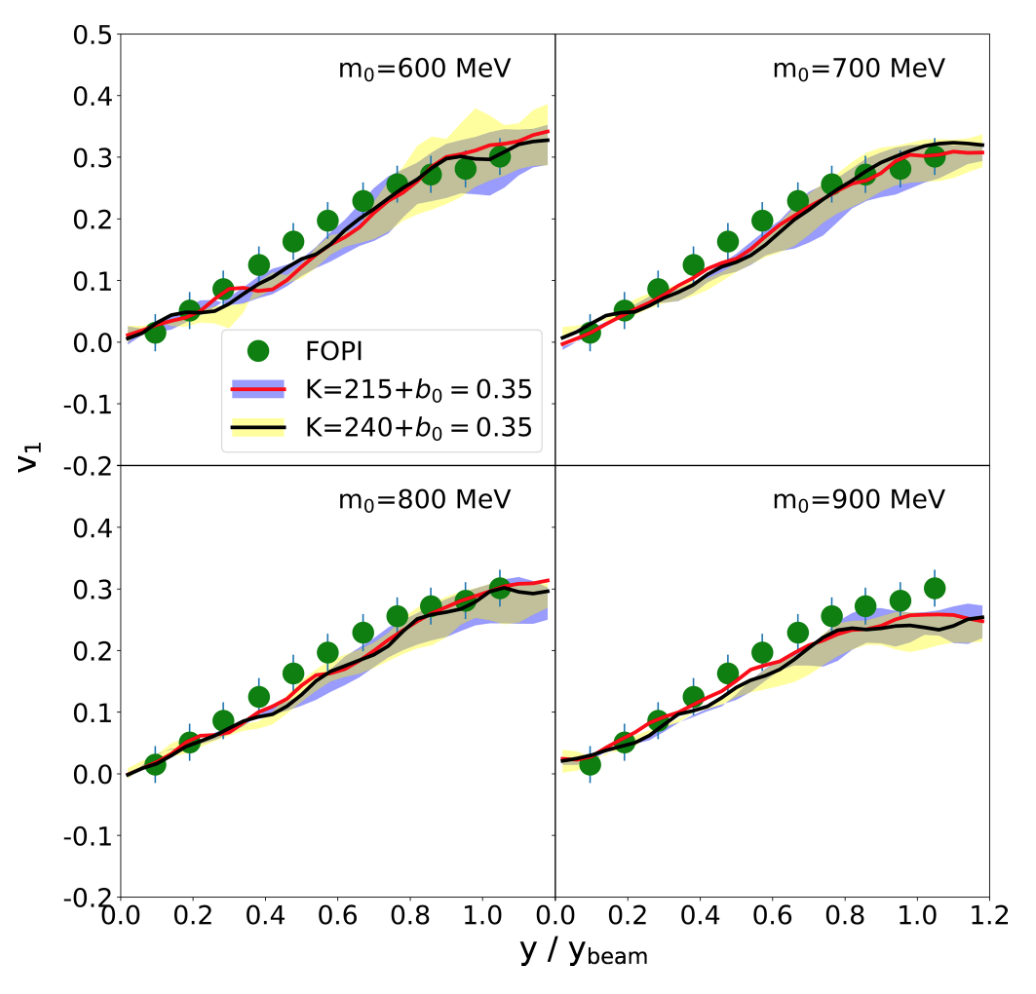 0.5
m₀=600 MeV
m₀=700 MeV
0.4
0.3
0.2
0.1
0.0
FOPI
K=215+b₀ = 0.35
-0.1
K=240+b₀ = 0.35
v₁
-0.2
m₀=800 MeV
m₀=900 MeV
0.4
0.3
0.2
0.1
0.0
-0.1
-0.2
0.0 0.2 0.4 0.6 0.8 1.0 0.0 0.2 0.4 0.6 0.8 1.0 1.2
y / y_beam